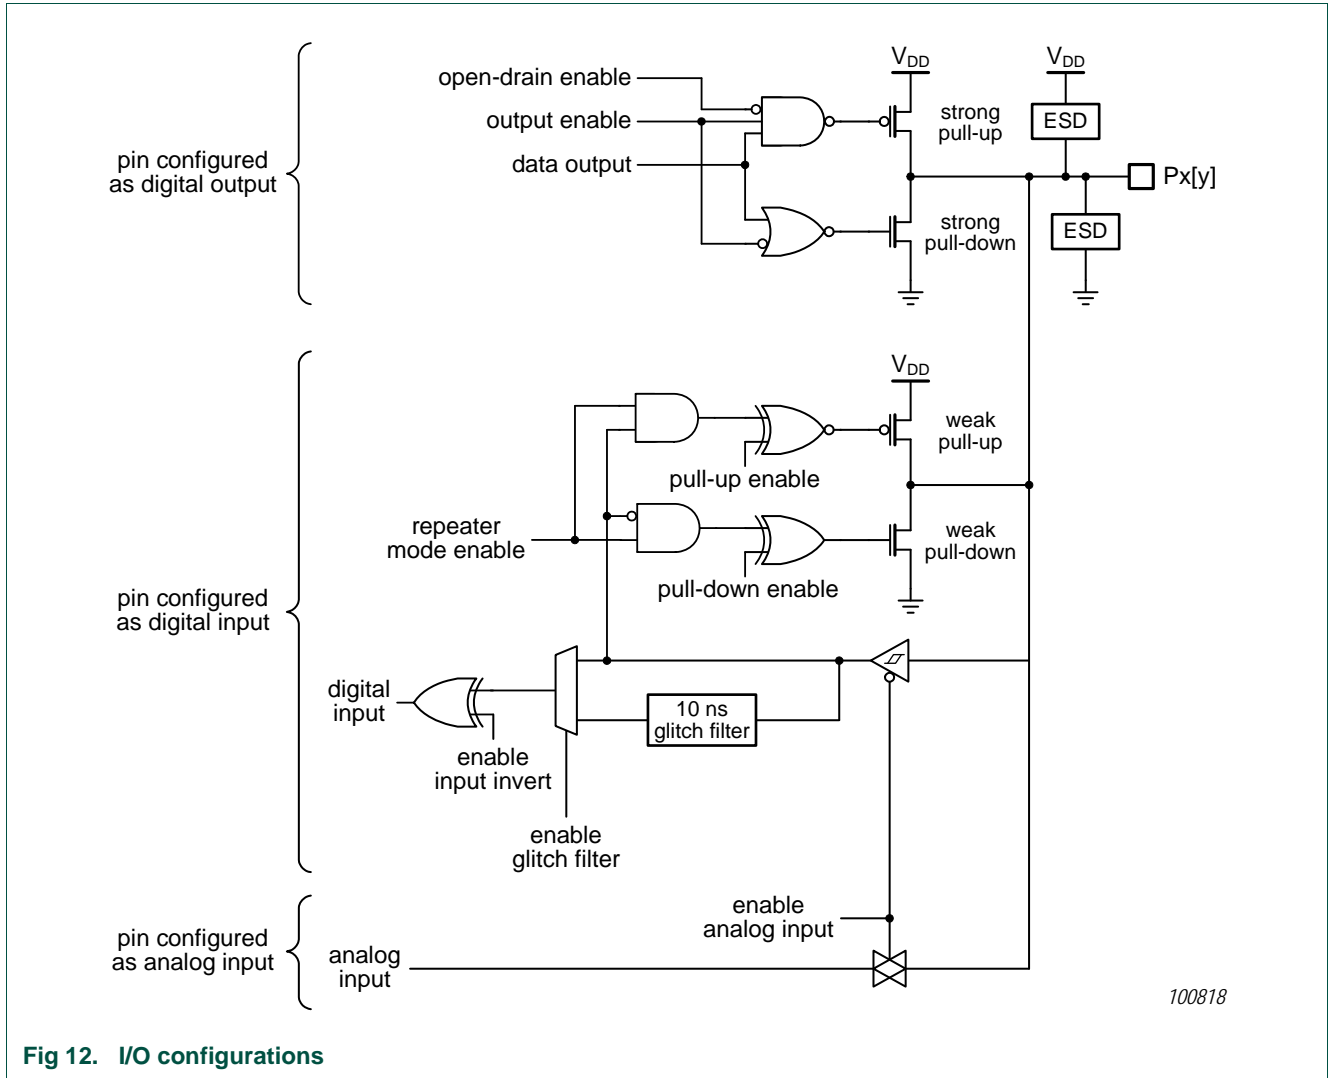 VDD
VDD
open-drain enable
output enable
data output
strong
pull-up
ESD
pin configured
as digital output
Px[y]
strong
pull-down
ESD
VDD
weak
pull-up
pull-up enable
repeater
mode enable
weak
pull-down
pull-down enable
pin configured
as digital input
digital
input
10 ns
glitch filter
enable
input invert
enable
glitch filter
enable
analog input
pin configured
as analog input
analog
input
100818
Fig 12. I/O configurations